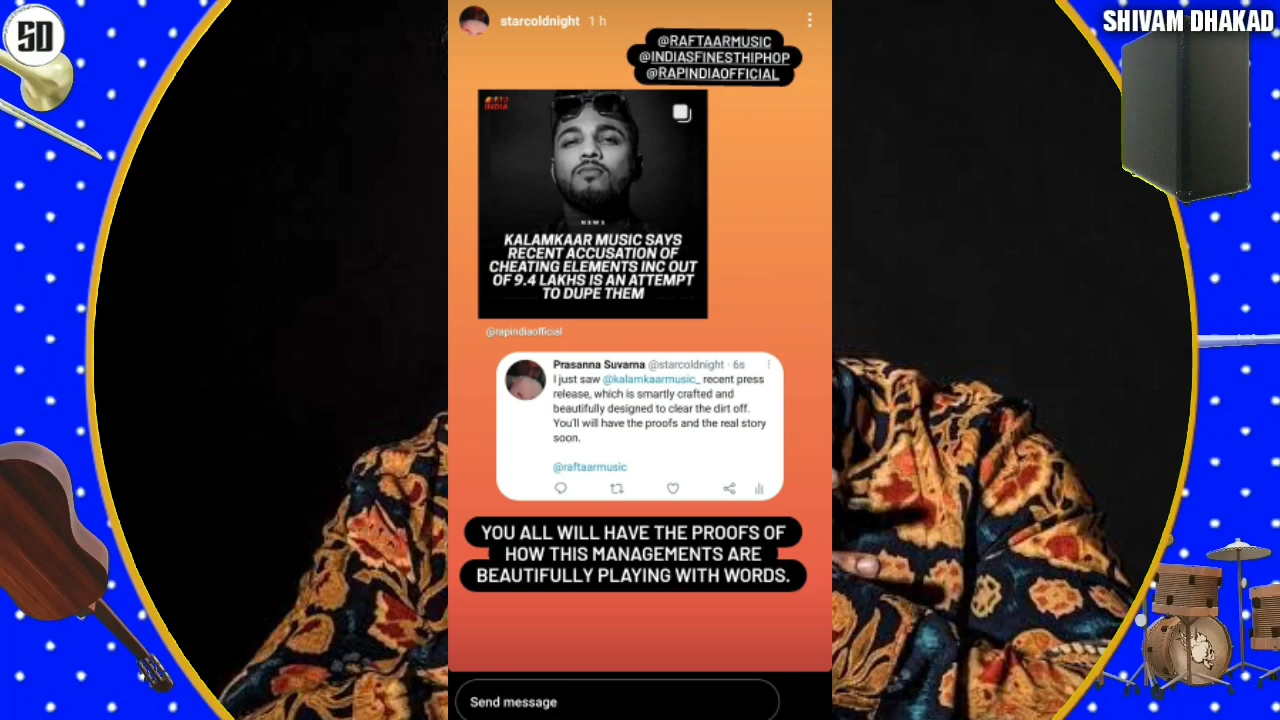 SD
SHIVAM DHAKAD
starcoldnight 1 h
@RAFTAARMUSIC
@INDIASFINESTHIPHOP
@RAPINDIAOFFICIAL
RAP
INDIA
NEWS
KALAMKAAR MUSIC SAYS
RECENT ACCUSATION OF
CHEATING ELEMENTS INC OUT
OF 9.4 LAKHS IS AN ATTEMPT
TO DUPE THEM
@rapindiaofficial
Prasanna Suvarna @starcoldnight · 6s
I just saw @kalamkaarmusic_ recent press
release, which is smartly crafted and
beautifully designed to clear the dirt off.
You'll will have the proofs and the real story
soon.
@raftaarmusic
YOU ALL WILL HAVE THE PROOFS OF
HOW THIS MANAGEMENTS ARE
BEAUTIFULLY PLAYING WITH WORDS.
Send message